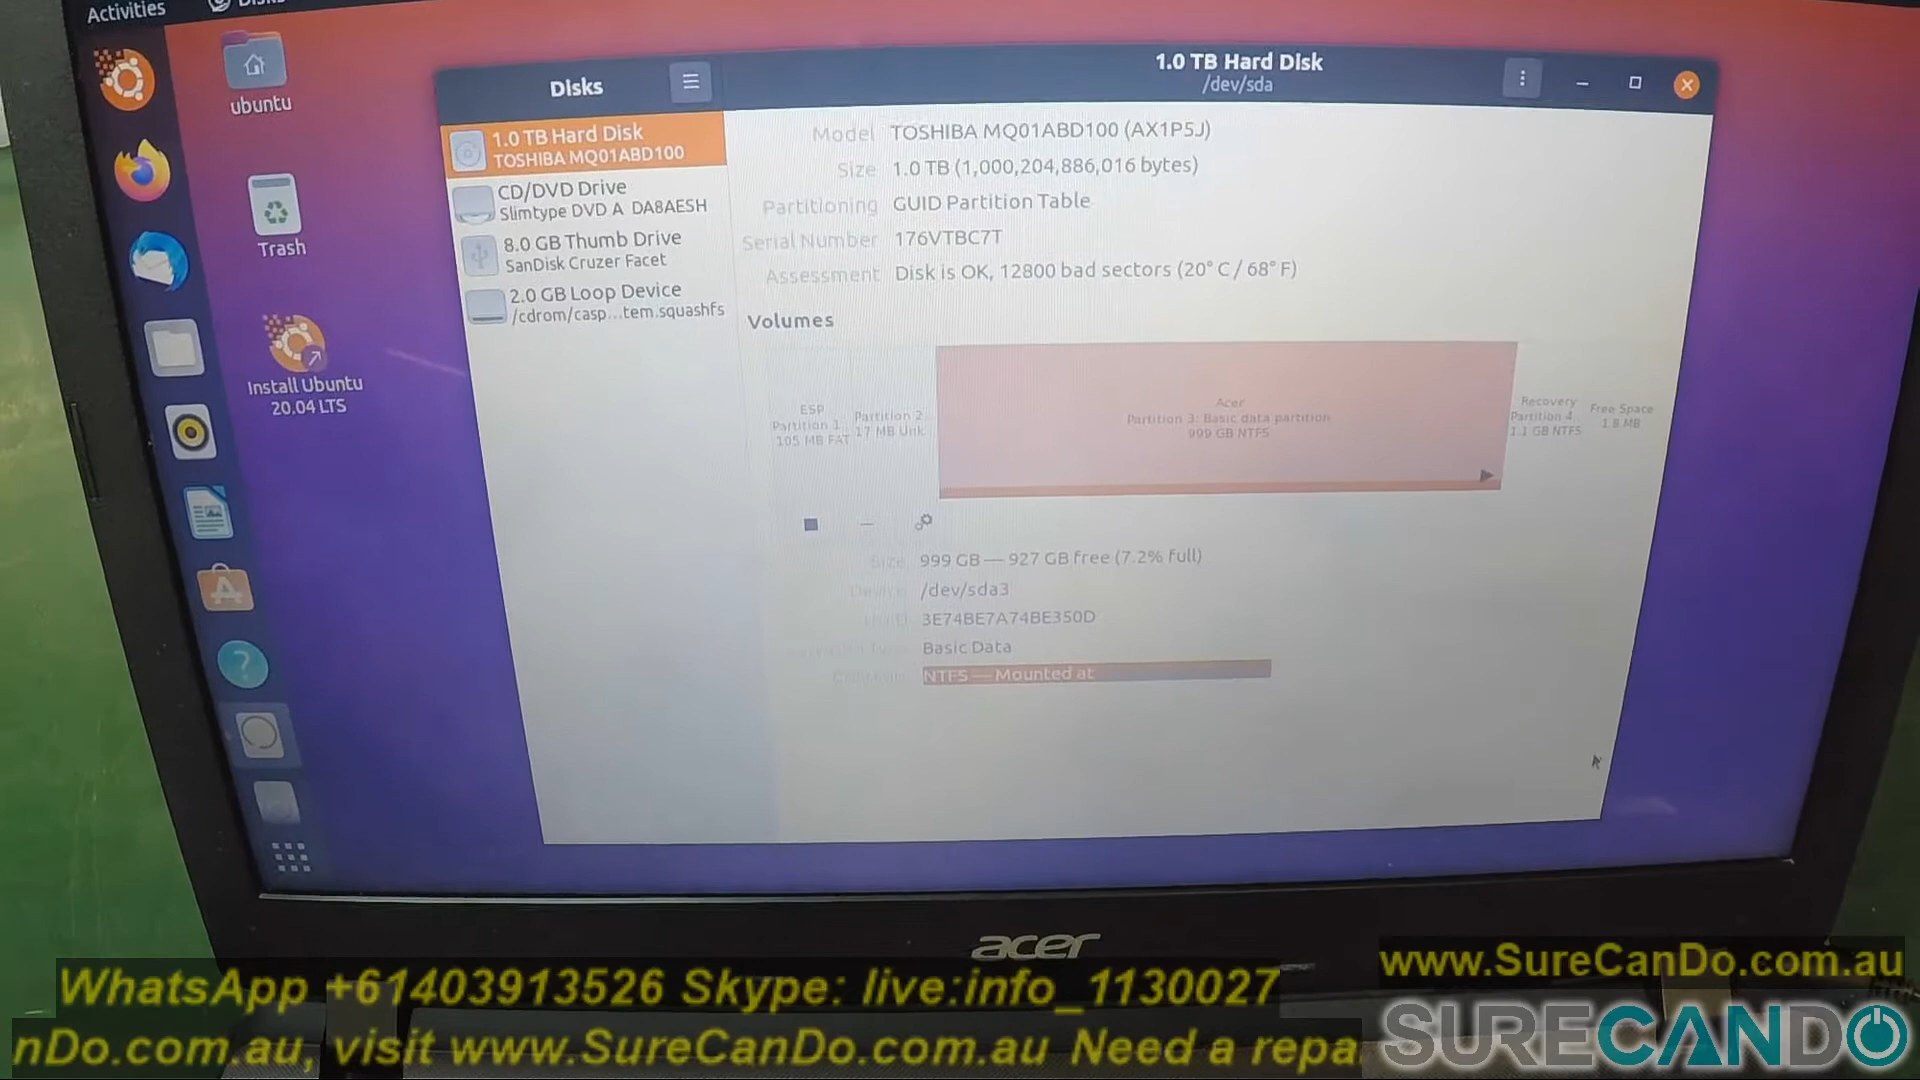 Activities
ubuntu
Trash
Install Ubuntu
20.04 LTS
Disks
1.0 TB Hard Disk
/dev/sda
1.0 TB Hard Disk
TOSHIBA MQ01ABD100
CD/DVD Drive
Slimtype DVD A DA8AESH
8.0 GB Thumb Drive
SanDisk Cruzer Facet
2.0 GB Loop Device
/cdrom/casp...tem.squashfs
Model TOSHIBA MQ01ABD100 (AX1P5J)
Size 1.0 TB (1,000,204,886,016 bytes)
Partitioning GUID Partition Table
Serial Number 176VTBC7T
Assessment Disk is OK, 12800 bad sectors (20° C / 68° F)
Volumes
ESP
Partition 1
105 MB FAT
Partition 2
17 MB Unk
Acer
Partition 3: Basic data partition
999 GB NTFS
Recovery
Partition 4
1.1 GB NTFS
Free Space
1.8 MB
Size 999 GB — 927 GB free (7.2% full)
Device /dev/sda3
UUID 3E74BE7A74BE350D
Basic Data
NTFS — Mounted at
acer
WhatsApp +61403913526 Skype: live:info_1130027
www.SureCanDo.com.au
nDo.com.au, visit www.SureCanDo.com.au Need a repa
SURECANDO